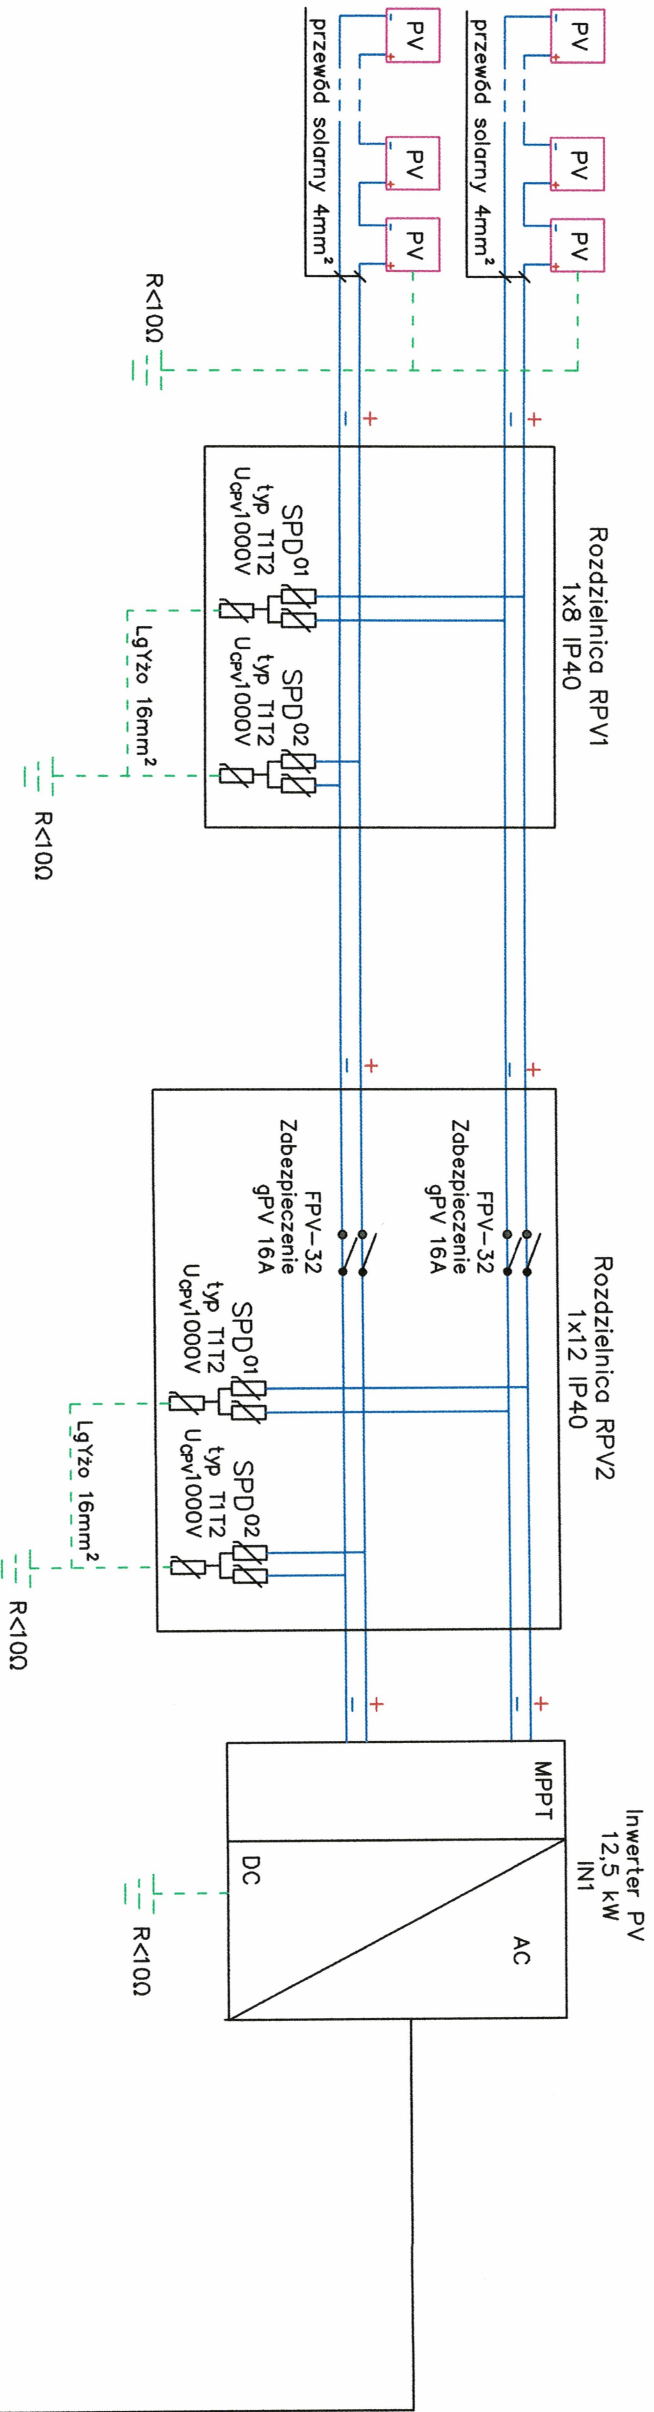 PV
PV
PV
-
+
-
+
-
+
przewód solarny 4mm²
PV
PV
PV
-
+
-
+
-
+
przewód solarny 4mm²
R<10Ω
+
-
+
-
Rozdzielnica RPV1
1x8 IP40
SPD01
typ T1T2
UCPV1000V
SPD02
typ T1T2
UCPV1000V
LgYżo 16mm²
R<10Ω
+
-
+
-
Rozdzielnica RPV2
1x12 IP40
FPV-32
Zabezpieczenie
gPV 16A
FPV-32
Zabezpieczenie
gPV 16A
SPD01
typ T1T2
UCPV1000V
SPD02
typ T1T2
UCPV1000V
LgYżo 16mm²
R<10Ω
+
-
+
-
Inwerter PV
12,5 kW
IN1
MPPT
DC
AC
R<10Ω